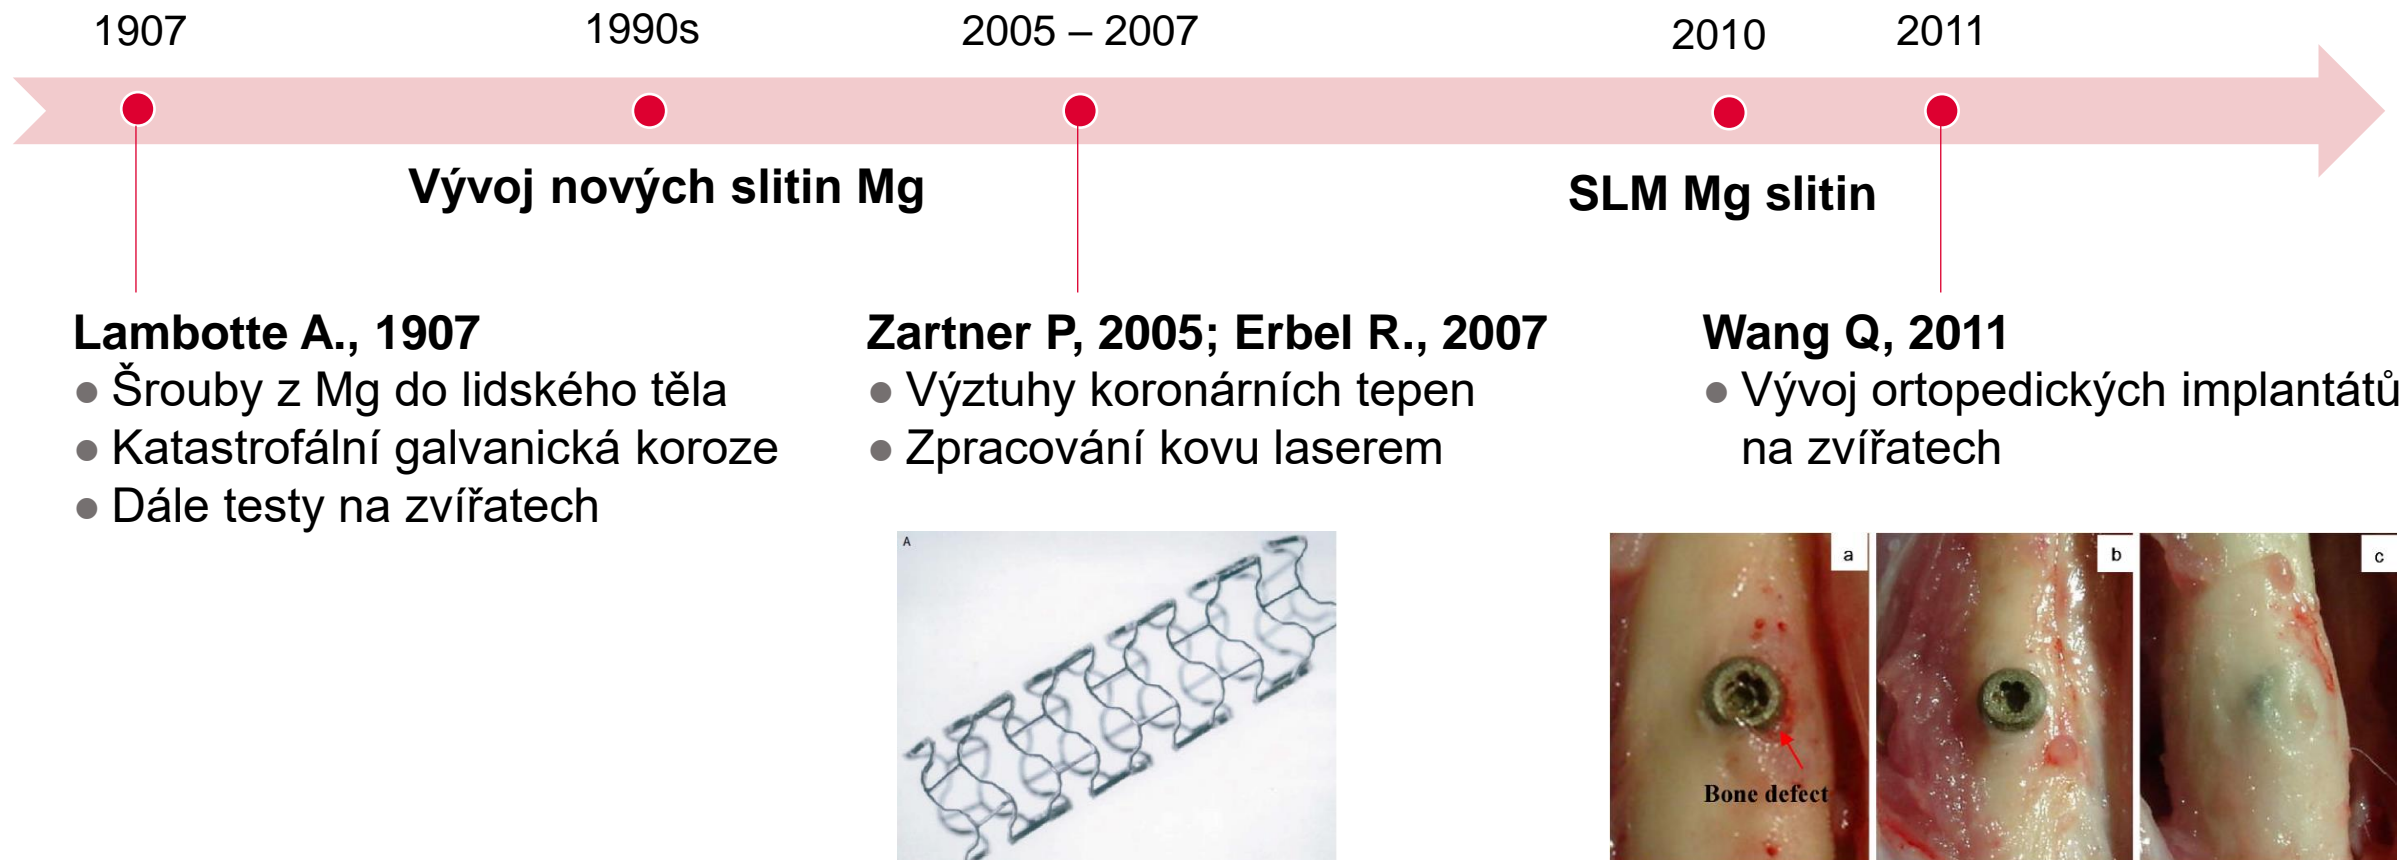 1907
1990s
2005 – 2007
2010
2011
Vývoj nových slitin Mg
SLM Mg slitin
Lambotte A., 1907
● Šrouby z Mg do lidského těla
● Katastrofální galvanická koroze
● Dále testy na zvířatech
Zartner P, 2005; Erbel R., 2007
● Výztuhy koronárních tepen
● Zpracování kovu laserem
Wang Q, 2011
● Vývoj ortopedických implantátů
na zvířatech
A
a
b
c
Bone defect